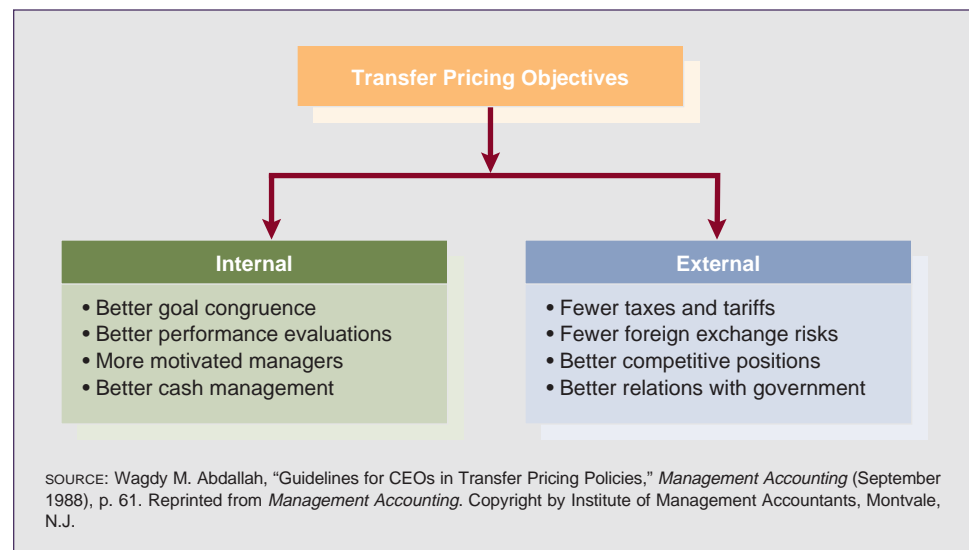 Transfer Pricing Objectives
Internal
• Better goal congruence
• Better performance evaluations
• More motivated managers
• Better cash management
External
• Fewer taxes and tariffs
• Fewer foreign exchange risks
• Better competitive positions
• Better relations with government
SOURCE: Wagdy M. Abdallah, “Guidelines for CEOs in Transfer Pricing Policies,” Management Accounting (September
1988), p. 61. Reprinted from Management Accounting. Copyright by Institute of Management Accountants, Montvale,
N.J.